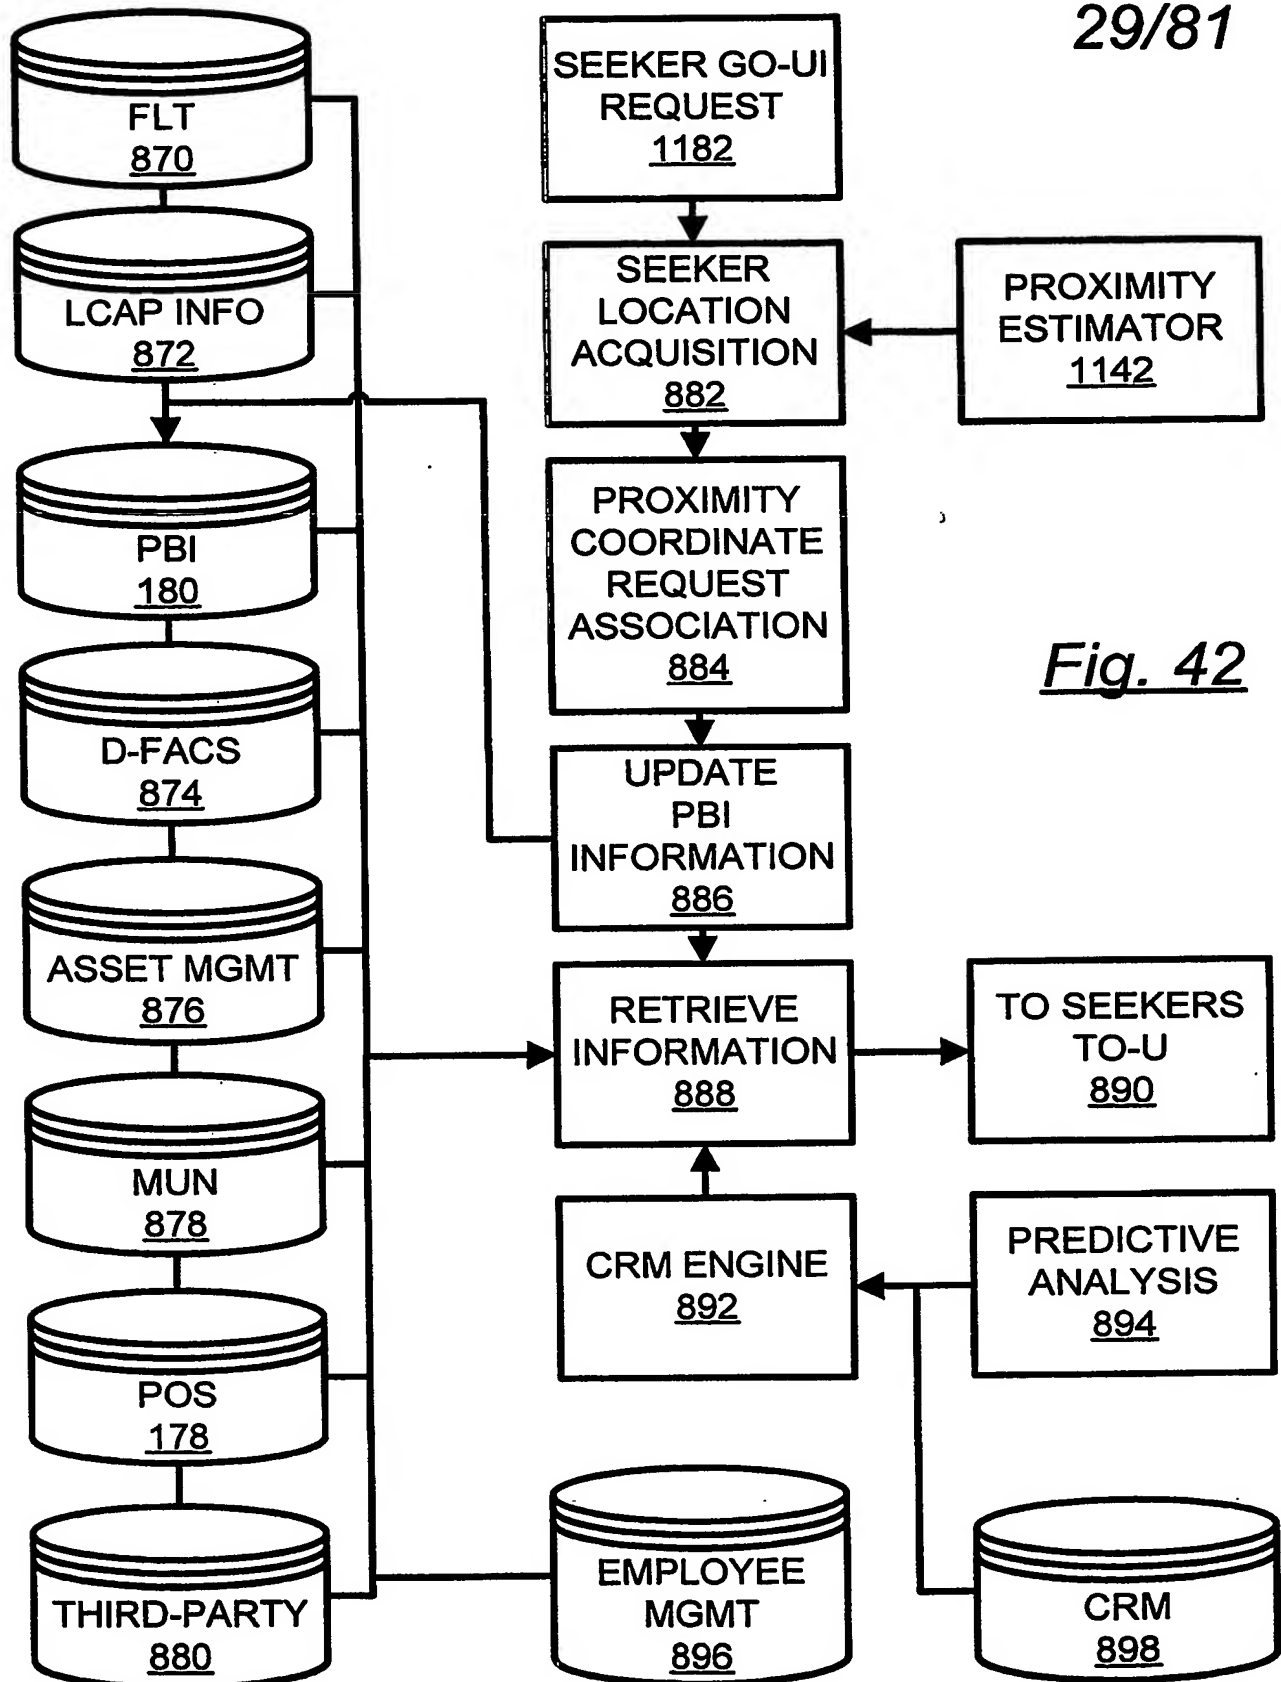 29/81
FLT
870
LCAP INFO
872
PBI
180
D-FACS
874
ASSET MGMT
876
MUN
878
POS
178
THIRD-PARTY
880
SEEKER GO-UI
REQUEST
1182
SEEKER
LOCATION
ACQUISITION
882
PROXIMITY
ESTIMATOR
1142
PROXIMITY
COORDINATE
REQUEST
ASSOCIATION
884
Fig. 42
UPDATE
PBI
INFORMATION
886
RETRIEVE
INFORMATION
888
TO SEEKERS
TO-U
890
CRM ENGINE
892
PREDICTIVE
ANALYSIS
894
EMPLOYEE
MGMT
896
CRM
898